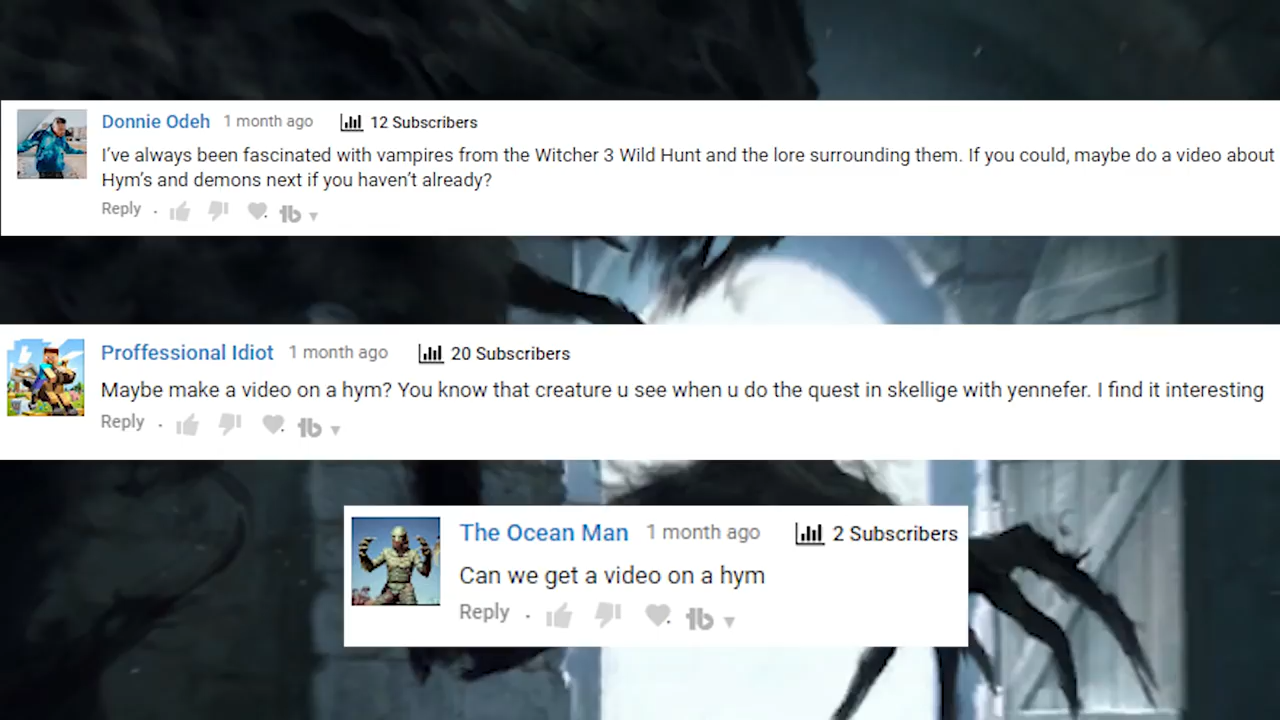 Donnie Odeh 1 month ago 12 Subscribers
I've always been fascinated with vampires from the Witcher 3 Wild Hunt and the lore surrounding them. If you could, maybe do a video about
Hym's and demons next if you haven't already?
Reply
Proffessional Idiot 1 month ago 20 Subscribers
Maybe make a video on a hym? You know that creature u see when u do the quest in skellige with yennefer. I find it interesting
Reply
The Ocean Man 1 month ago 2 Subscribers
Can we get a video on a hym
Reply